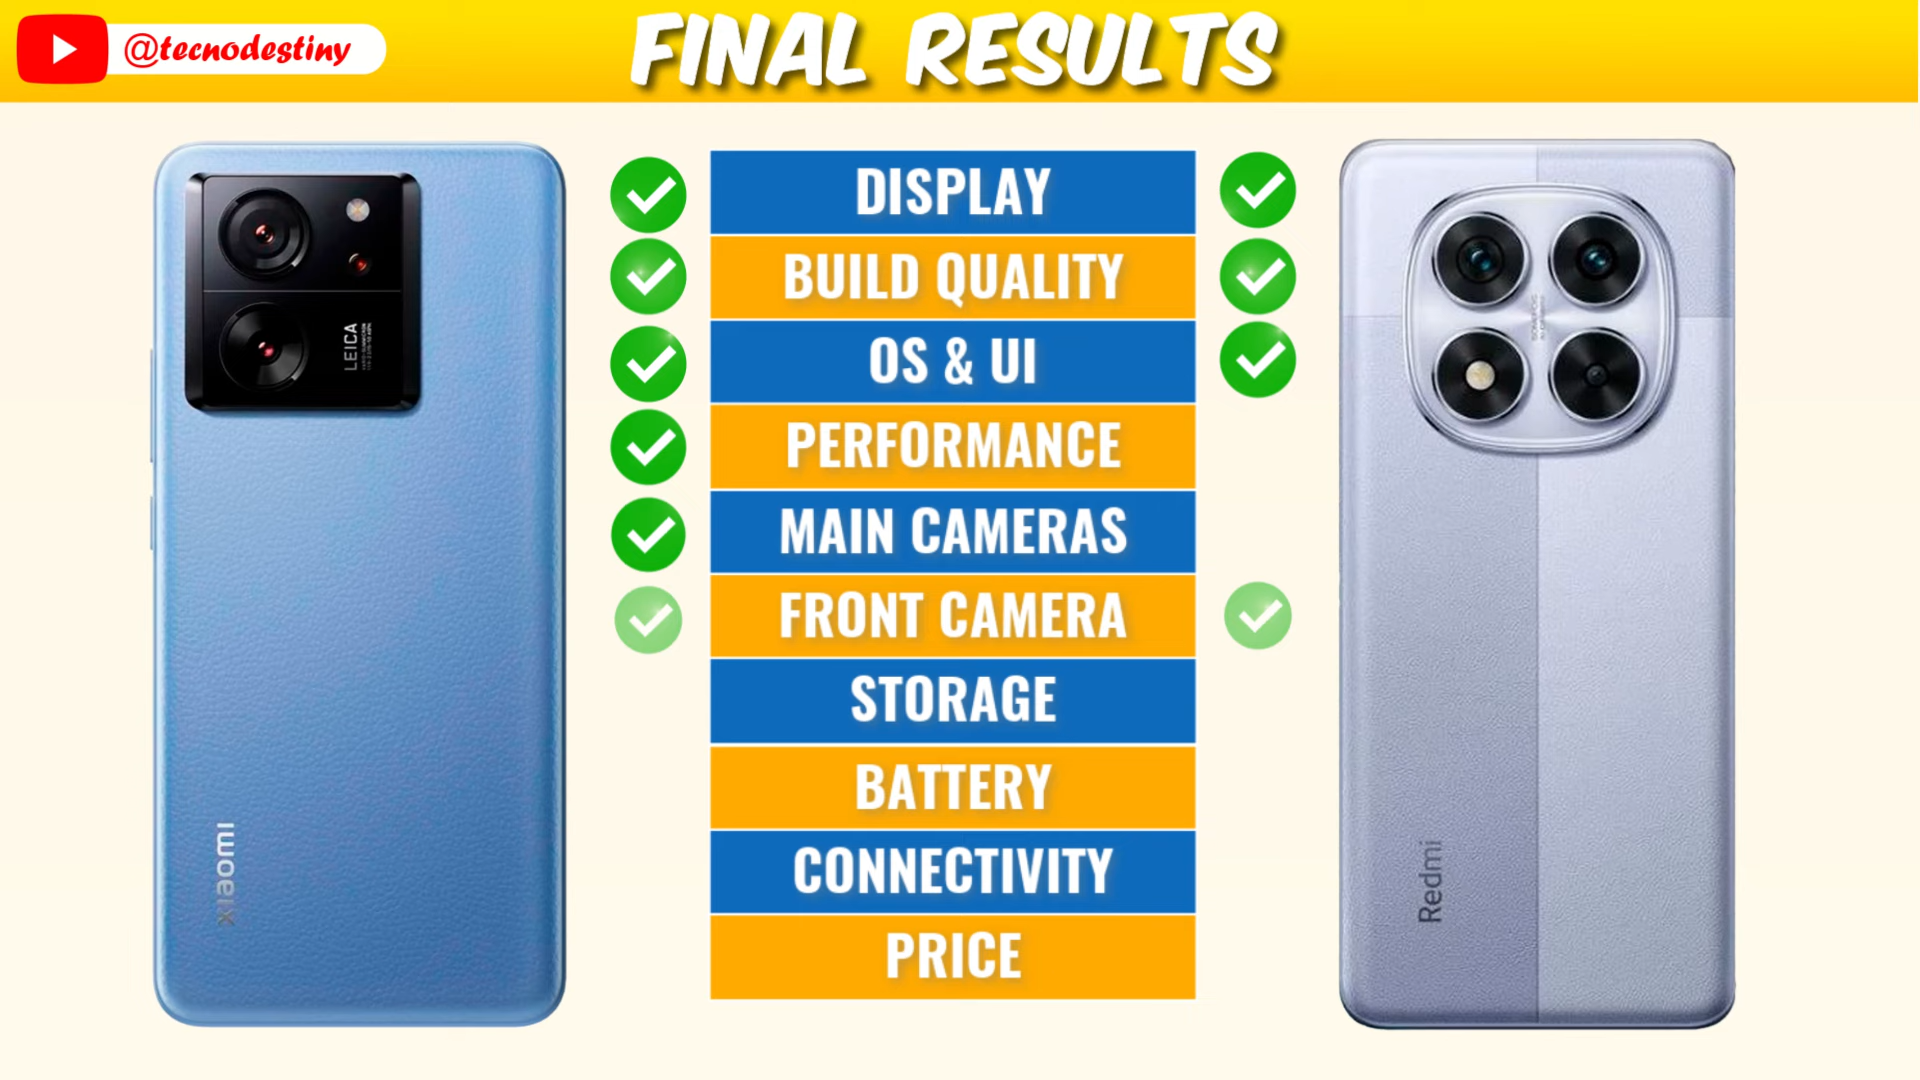 @tecnodestiny
FINAL RESULTS
LEICA
DISPLAY
BUILD QUALITY
OS & UI
PERFORMANCE
MAIN CAMERAS
FRONT CAMERA
STORAGE
BATTERY
CONNECTIVITY
PRICE
xiaomi
Redmi